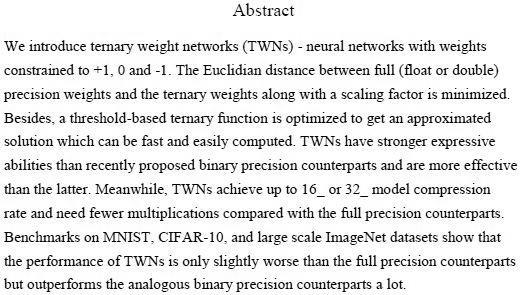 Abstract
We introduce ternary weight networks (TWNs) - neural networks with weights
constrained to +1, 0 and -1. The Euclidian distance between full (float or double)
precision weights and the ternary weights along with a scaling factor is minimized.
Besides, a threshold-based ternary function is optimized to get an approximated
solution which can be fast and easily computed. TWNs have stronger expressive
abilities than recently proposed binary precision counterparts and are more effective
than the latter. Meanwhile, TWNs achieve up to 16_ or 32_ model compression
rate and need fewer multiplications compared with the full precision counterparts.
Benchmarks on MNIST, CIFAR-10, and large scale ImageNet datasets show that
the performance of TWNs is only slightly worse than the full precision counterparts
but outperforms the analogous binary precision counterparts a lot.